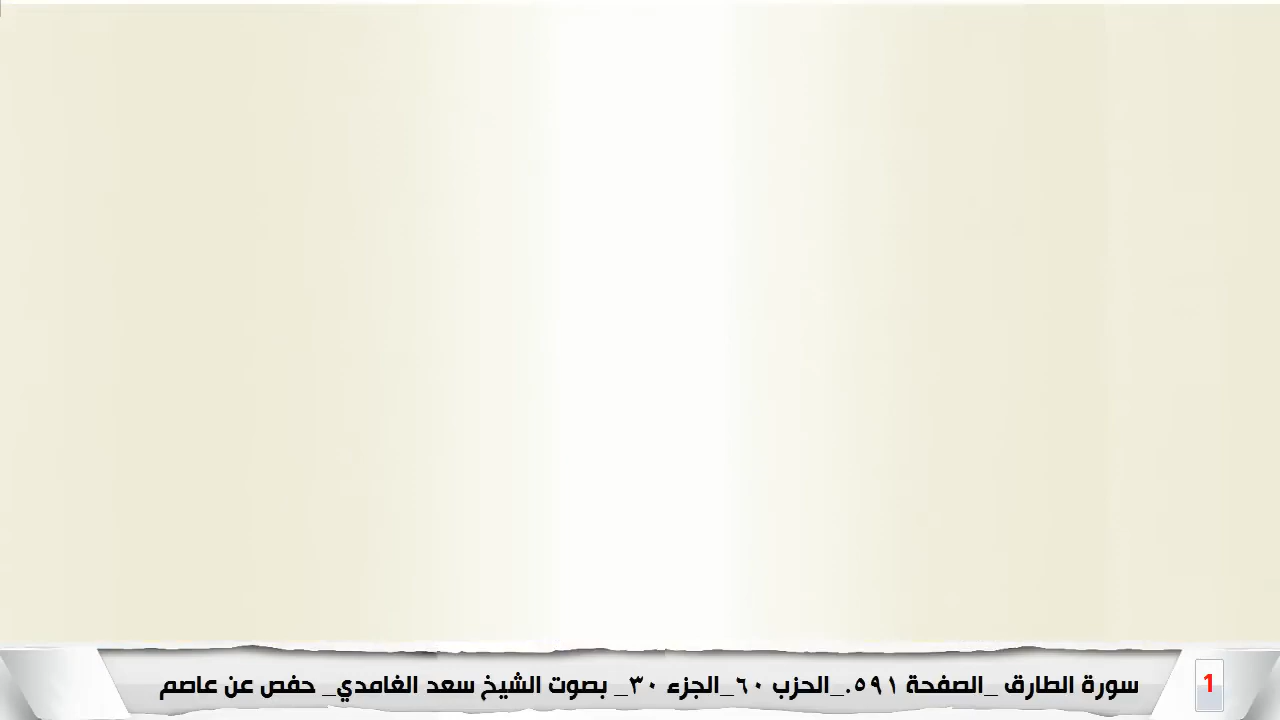 سورة الطارق _الصفحة ٥٩١._الحزب ٦٠_الجزء ٣٠_ بصوت الشيخ سعد الغامدي_ حفص عن عاصم
1